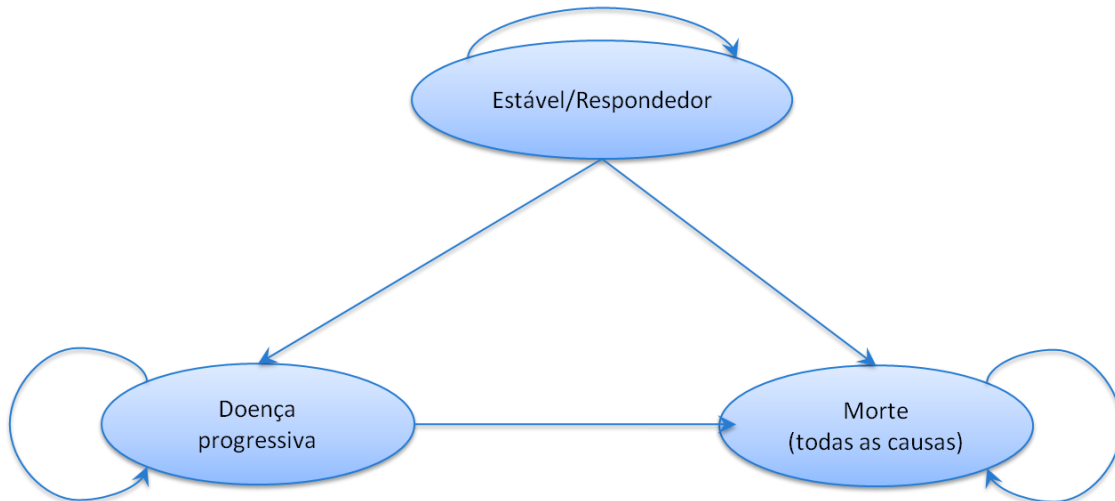 Estável/Respondedor
Doença
progressiva
Morte
(todas as causas)